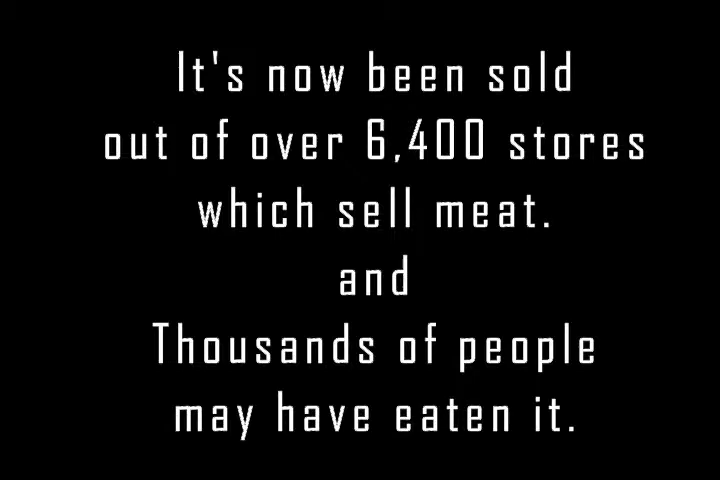 It's now been sold
out of over 6,400 stores
which sell meat.
and
Thousands of people
may have eaten it.